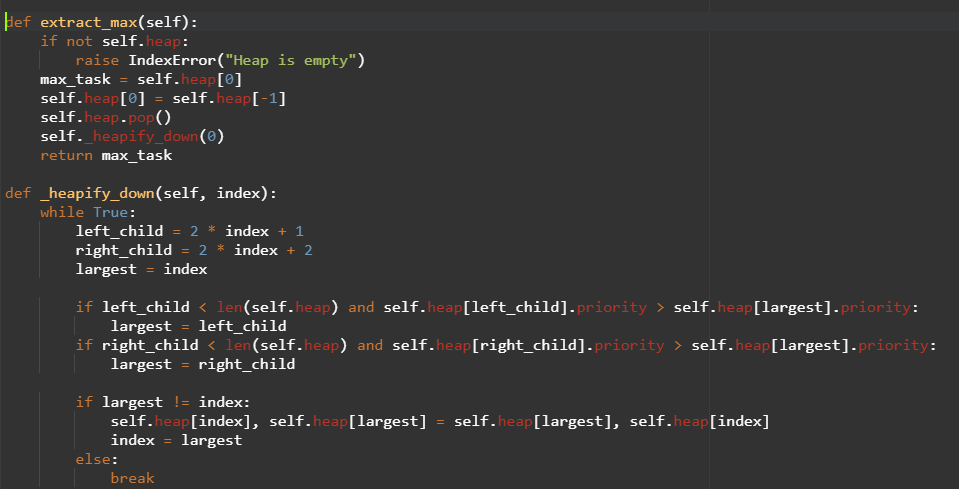 def extract_max(self):
    if not self.heap:
        raise IndexError("Heap is empty")
    max_task = self.heap[0]
    self.heap[0] = self.heap[-1]
    self.heap.pop()
    self._heapify_down(0)
    return max_task

def _heapify_down(self, index):
    while True:
        left_child = 2 * index + 1
        right_child = 2 * index + 2
        largest = index

        if left_child < len(self.heap) and self.heap[left_child].priority > self.heap[largest].priority:
            largest = left_child
        if right_child < len(self.heap) and self.heap[right_child].priority > self.heap[largest].priority:
            largest = right_child

        if largest != index:
            self.heap[index], self.heap[largest] = self.heap[largest], self.heap[index]
            index = largest
        else:
            break